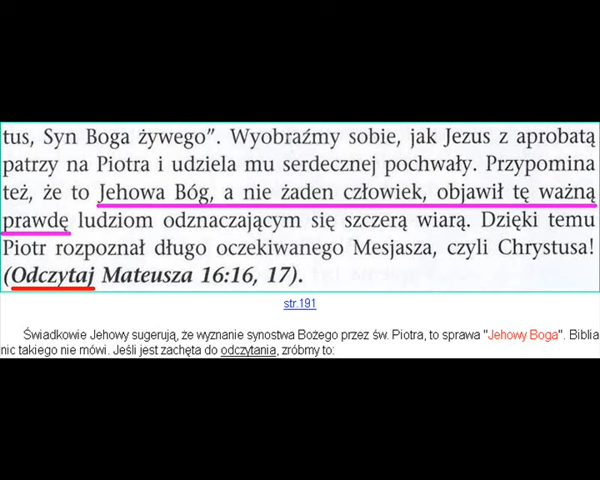 tus, Syn Boga żywego”. Wyobraźmy sobie, jak Jezus z aprobatą
patrzy na Piotra i udziela mu serdecznej pochwały. Przypomina
też, że to Jehowa Bóg, a nie żaden człowiek, objawił tę ważną
prawdę ludziom odznaczającym się szczerą wiarą. Dzięki temu
Piotr rozpoznał długo oczekiwanego Mesjasza, czyli Chrystusa!
(Odczytaj Mateusza 16:16, 17).
str.191
Świadkowie Jehowy sugerują, że wyznanie synostwa Bożego przez św. Piotra, to sprawa "Jehowy Boga". Biblia
nic takiego nie mówi. Jeśli jest zachęta do odczytania, zróbmy to: